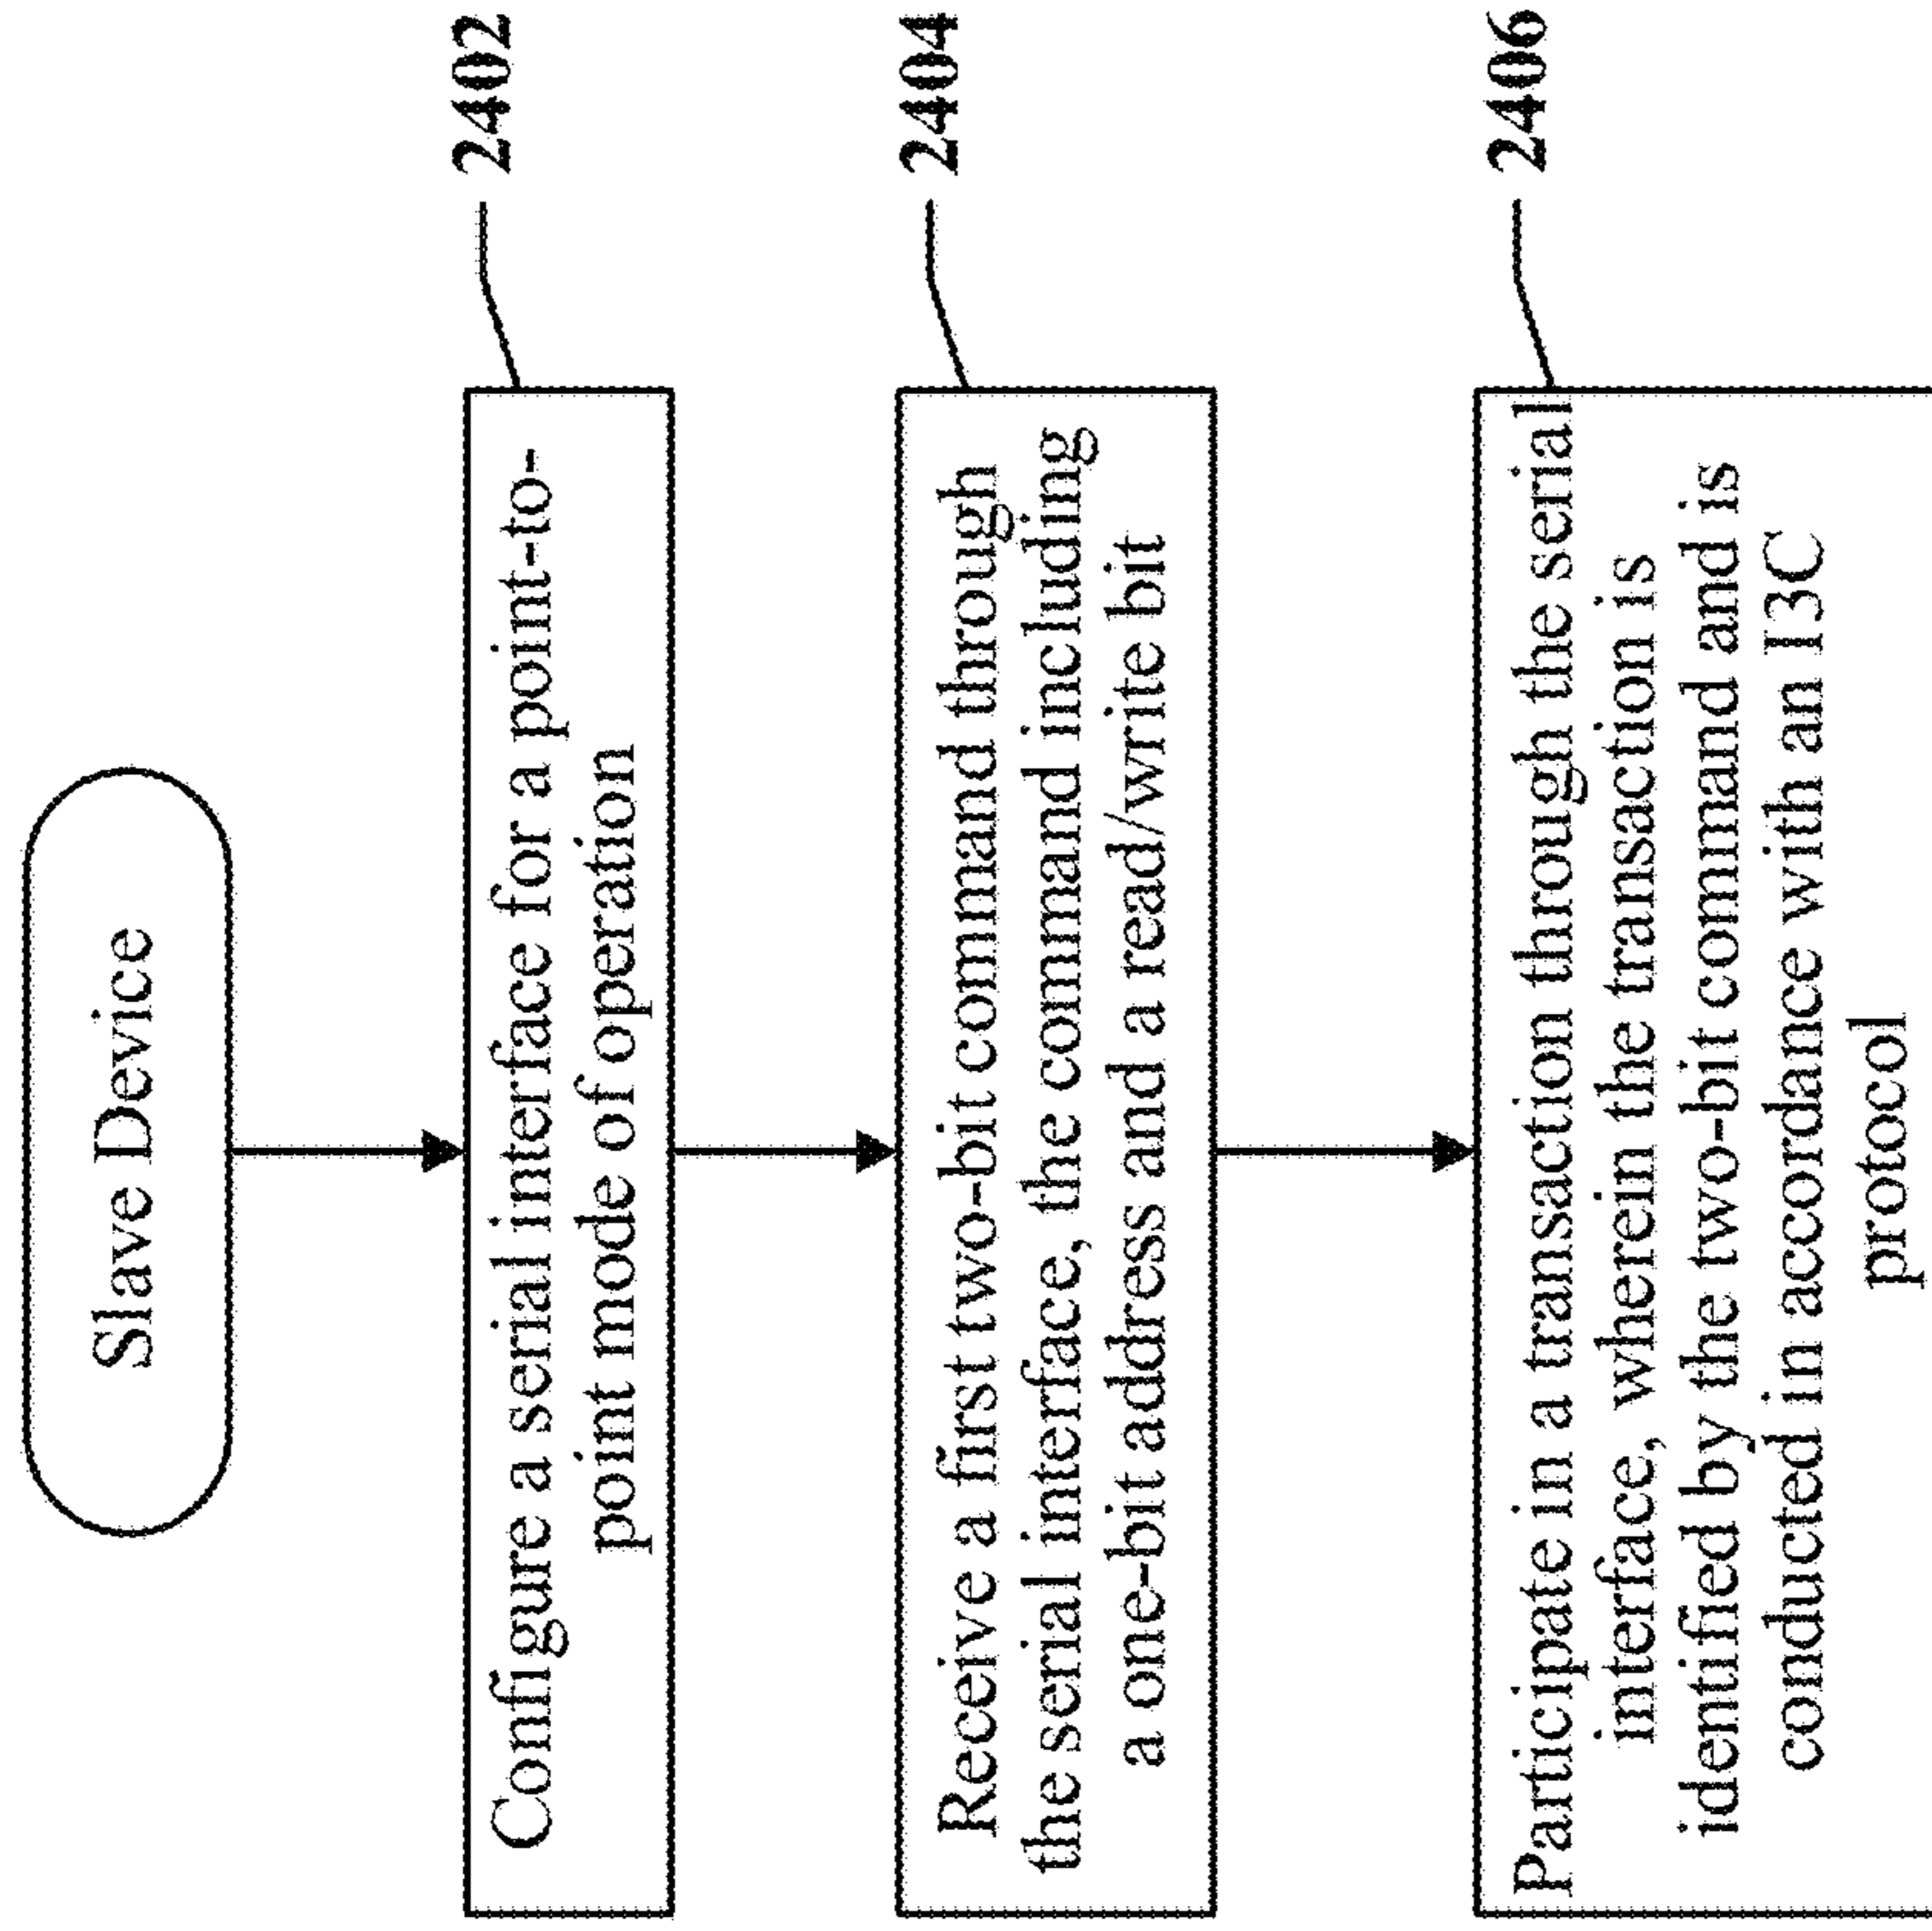 Slave Device
2402
Configure a serial interface for a point-to-
point mode of operation
2404
Receive a first two-bit command through
the serial interface, the command including
a one-bit address and a read/write bit
2406
Participate in a transaction through the serial
interface, wherein the transaction is
identified by the two-bit command and is
conducted in accordance with an I3C
protocol